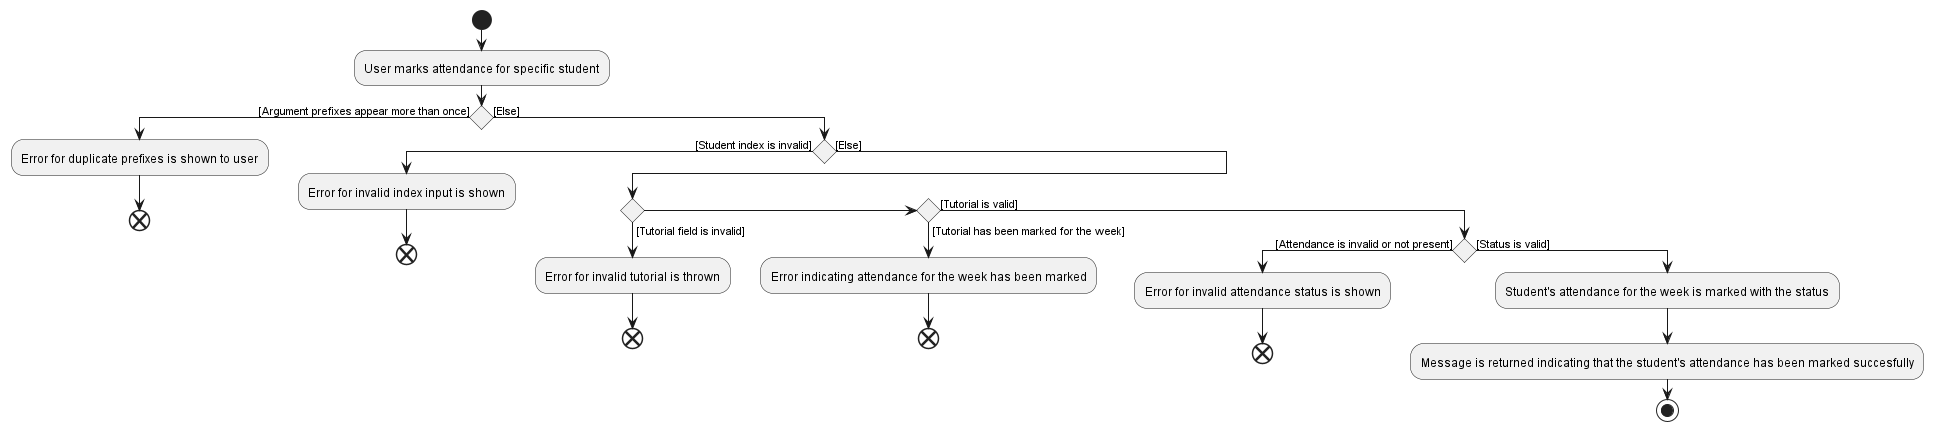 User marks attendance for specific student
[Argument prefixes appear more than once]
[Else]
Error for duplicate prefixes is shown to user
[Student index is invalid]
[Else]
Error for invalid index input is shown
[Tutorial is valid]
[Tutorial field is invalid]
[Tutorial has been marked for the week]
Error for invalid tutorial is thrown
Error indicating attendance for the week has been marked
[Attendance is invalid or not present]
[Status is valid]
Error for invalid attendance status is shown
Student's attendance for the week is marked with the status
Message is returned indicating that the student's attendance has been marked succesfully